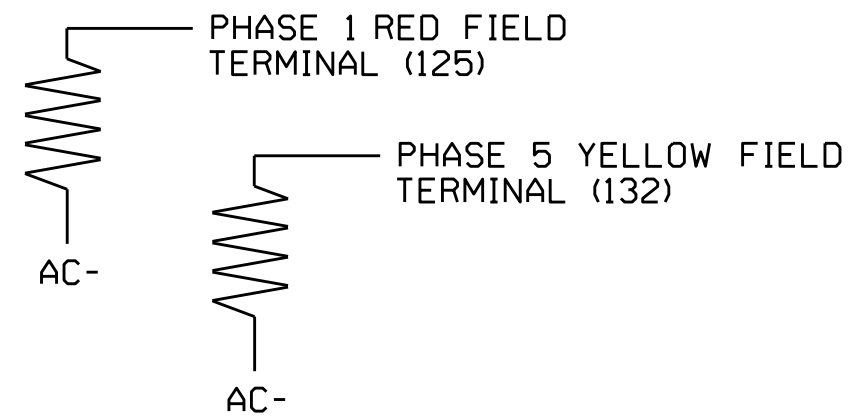 PHASE 1 RED FIELD
TERMINAL (125)
PHASE 5 YELLOW FIELD
TERMINAL (132)
AC-
AC-